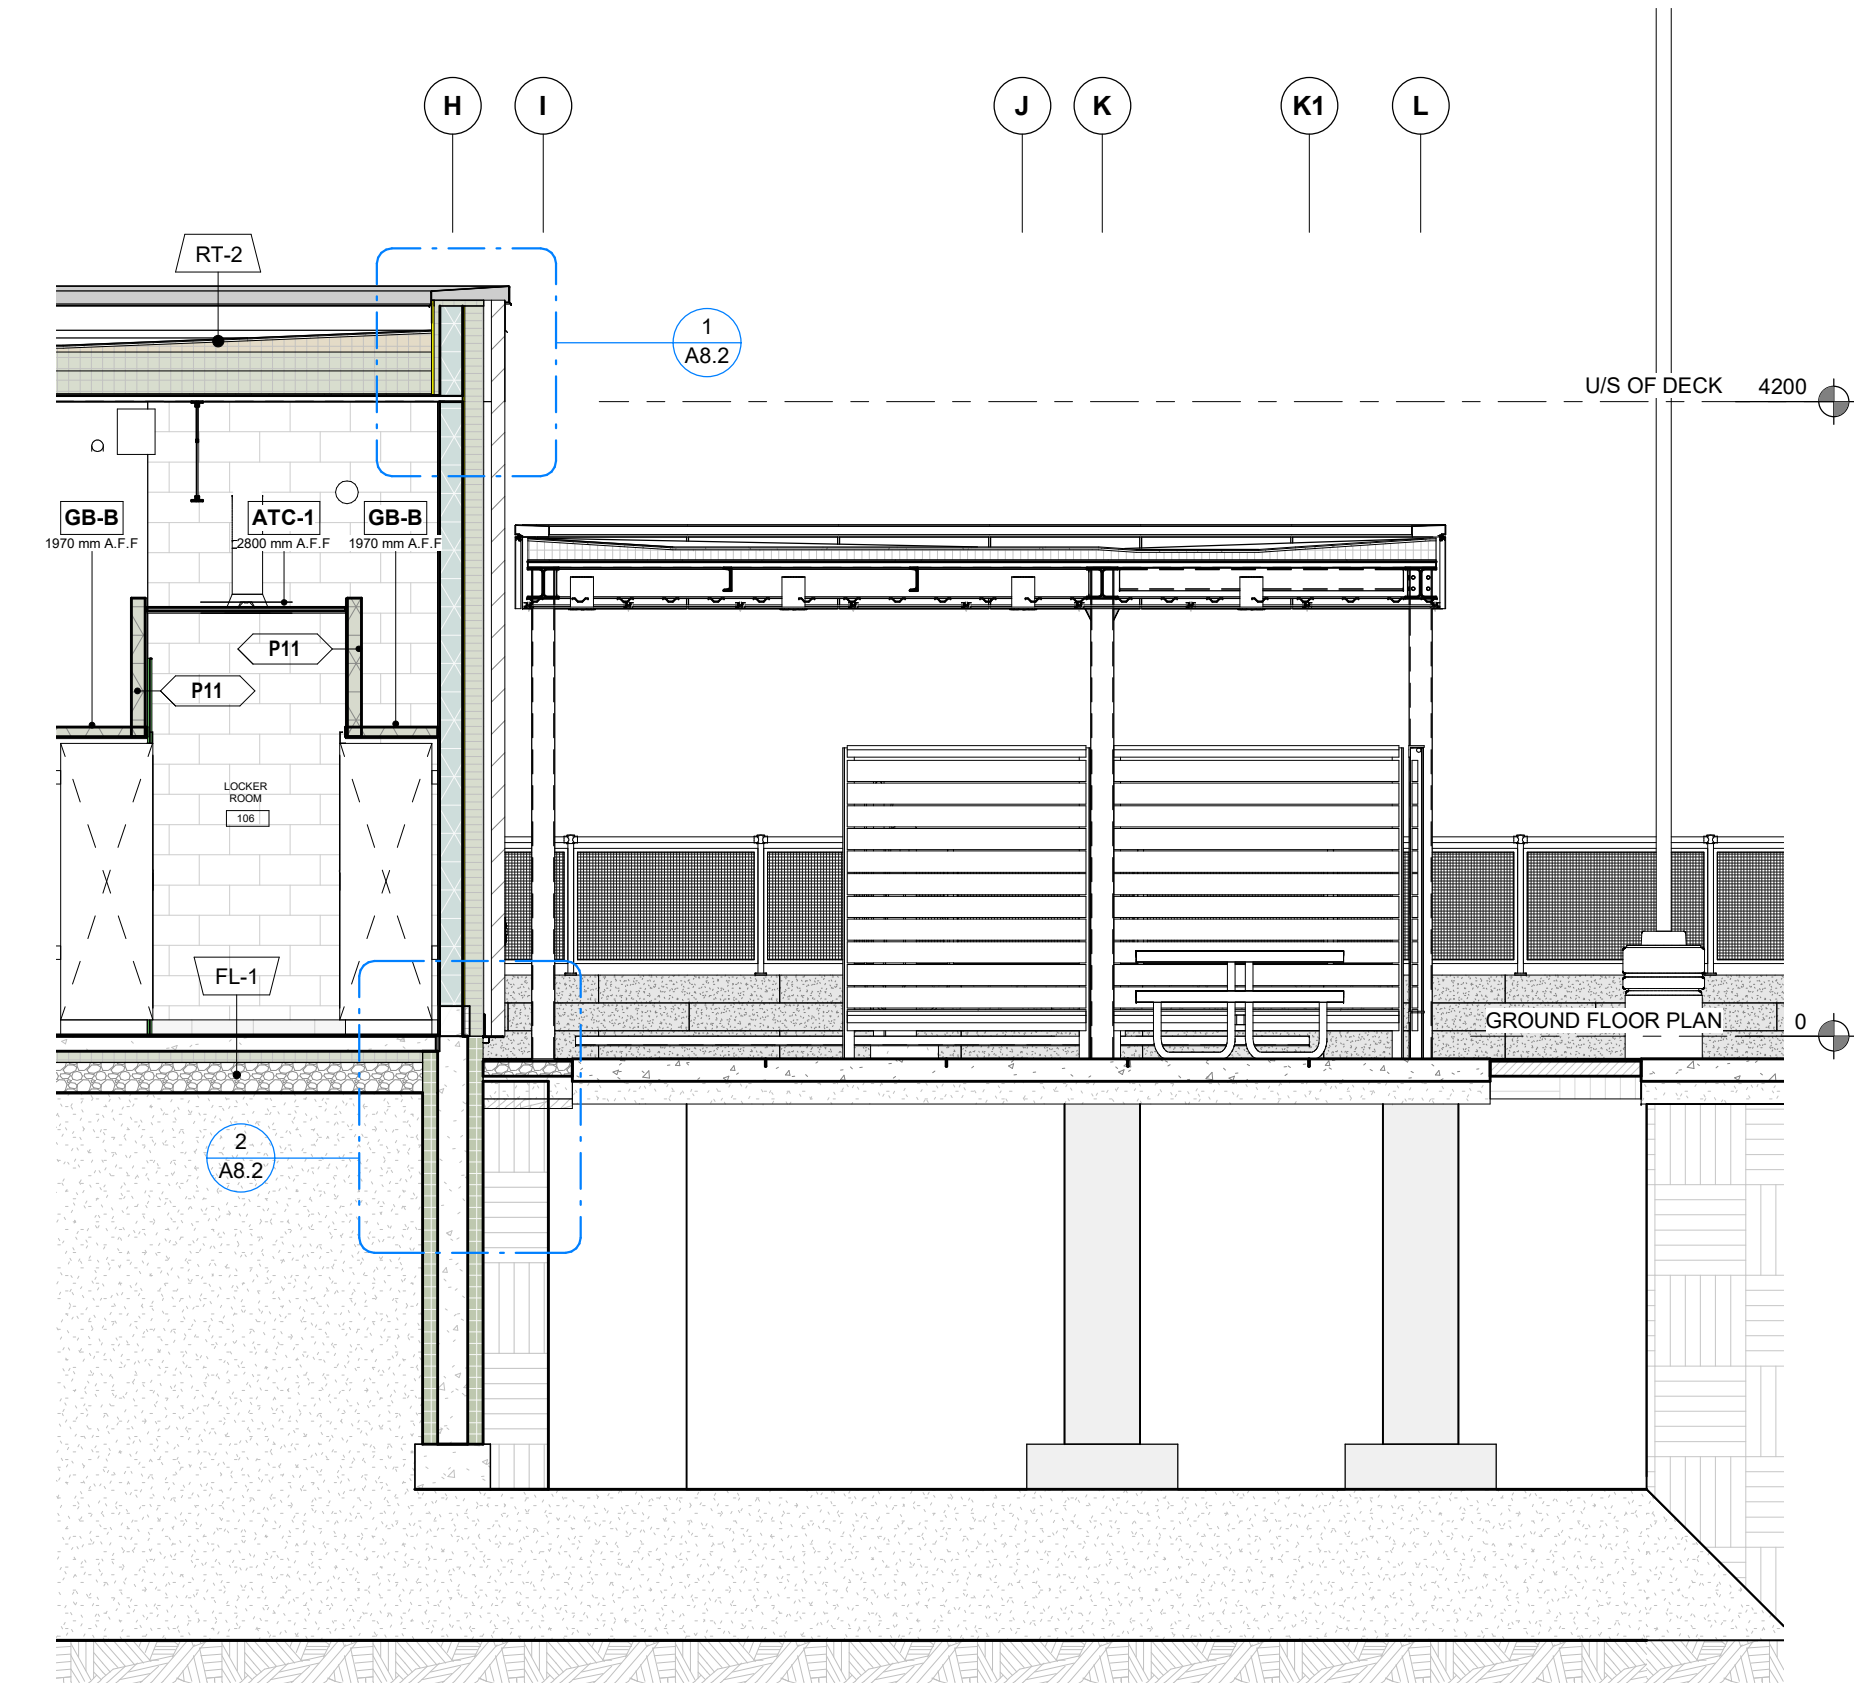 H I J K K1 L
RT-2
1
A8.2
U/S OF DECK 4200
GB-B ATC-1 GB-B
1970 mm A.F.F 2800 mm A.F.F 1970 mm A.F.F
P11
P11
LOCKER
ROOM
106
FL-1
GROUND FLOOR PLAN 0
2
A8.2